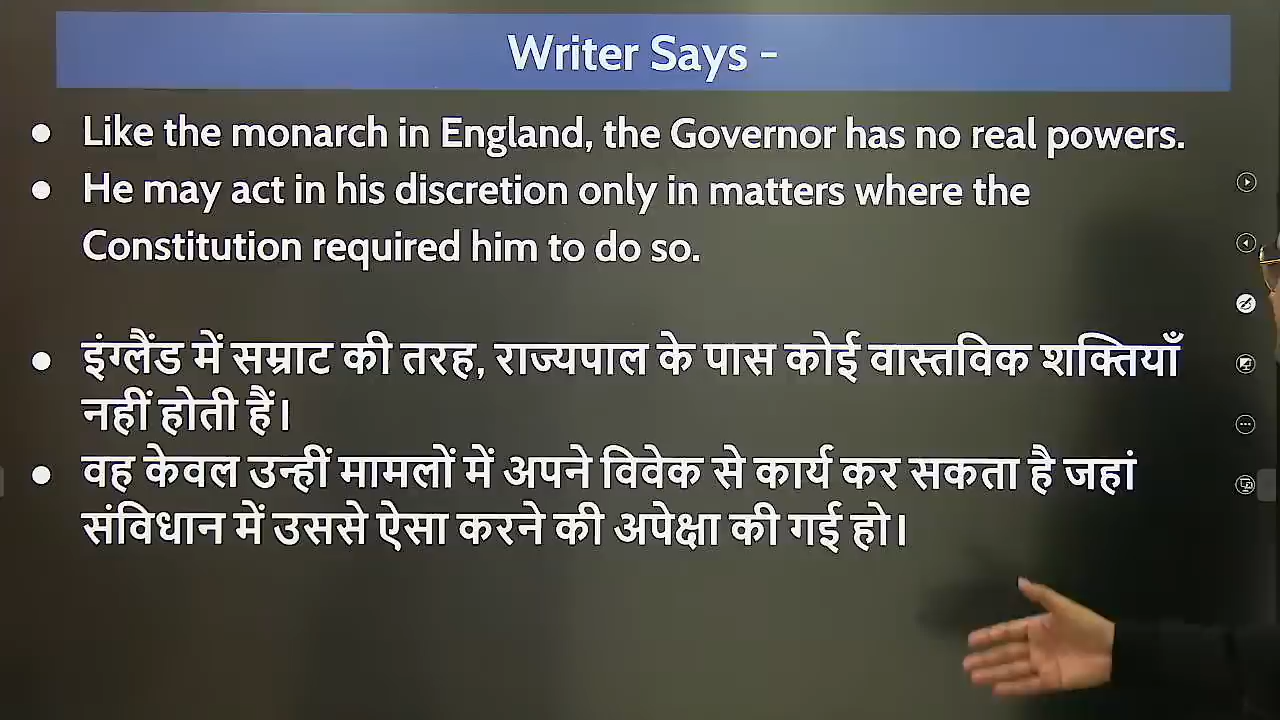 Writer Says -
● Like the monarch in England, the Governor has no real powers.
● He may act in his discretion only in matters where the
Constitution required him to do so.
● इंग्लैंड में सम्राट की तरह, राज्यपाल के पास कोई वास्तविक शक्तियाँ
नहीं होती हैं।
● वह केवल उन्हीं मामलों में अपने विवेक से कार्य कर सकता है जहां
संविधान में उससे ऐसा करने की अपेक्षा की गई हो।